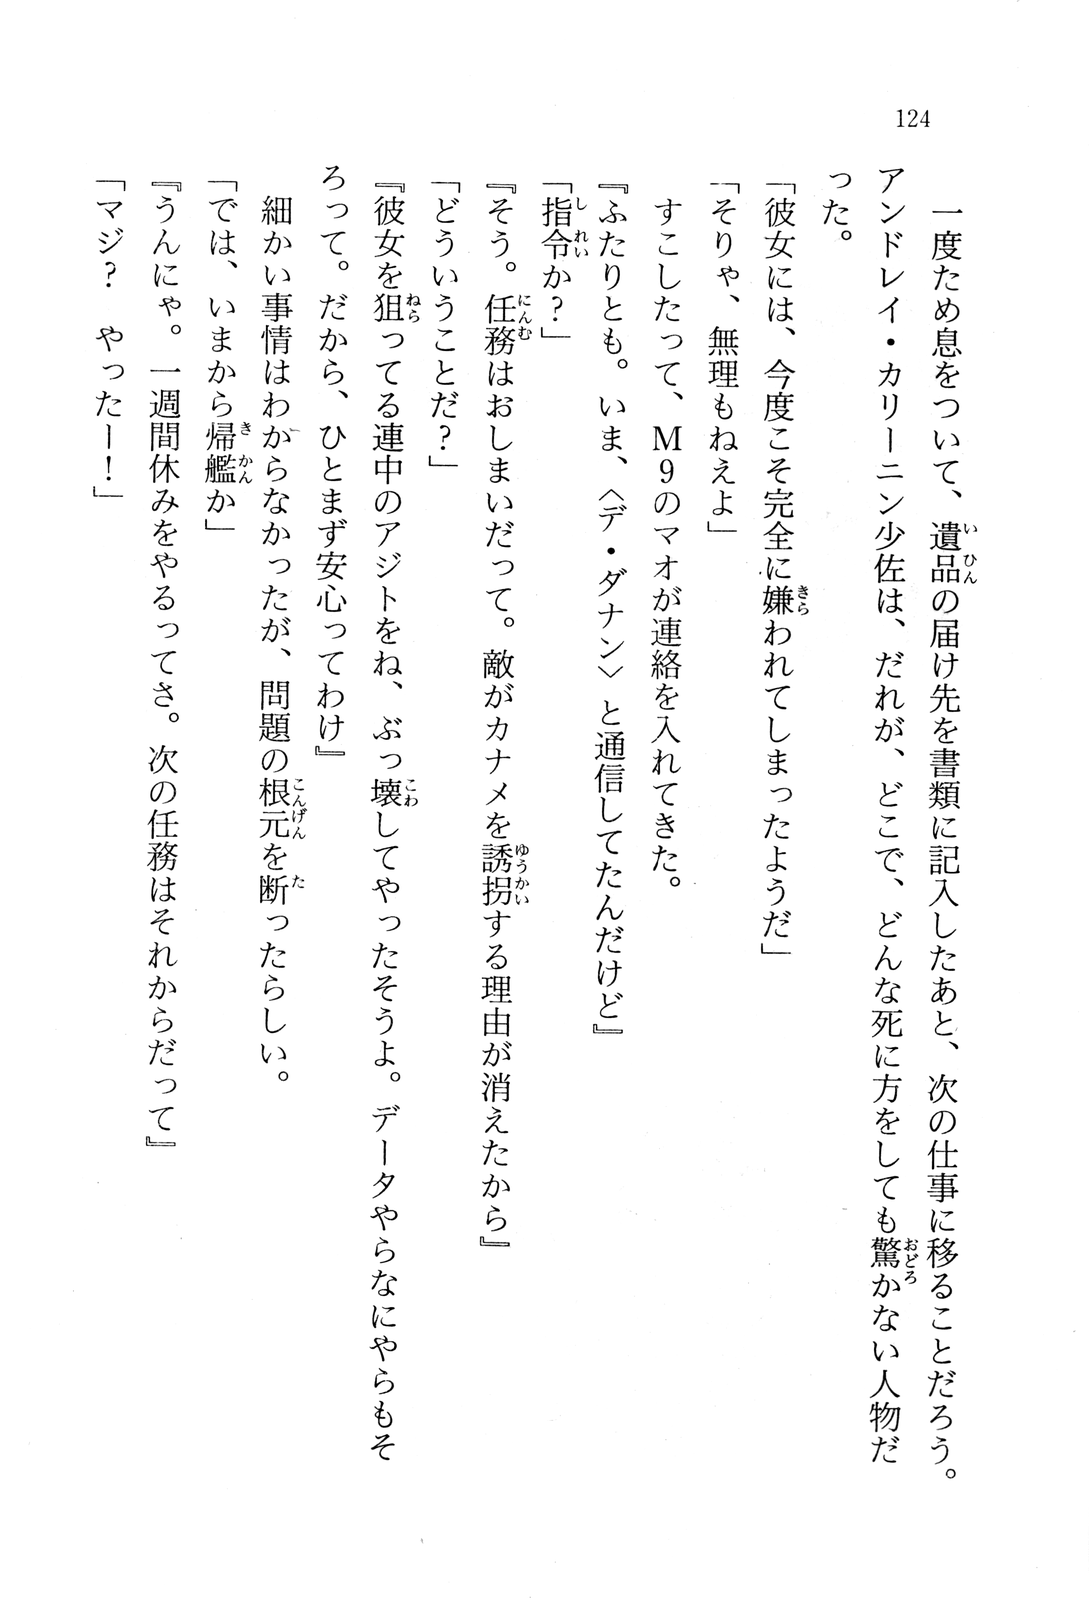 124
　一度ため息をついて、遺品の届け先を書類に記入したあと、次の仕事に移ることだろう。
アンドレイ・カリーニン少佐は、だれが、どこで、どんな死に方をしても驚かない人物だ
った。
「彼女には、今度こそ完全に嫌われてしまったようだ」
「そりゃ、無理もねえよ」
　すこしたって、M9のマオが連絡を入れてきた。
『ふたりとも。いま、〈デ・ダナン〉と通信してたんだけど』
「指令か？」
『そう。任務はおしまいだって。敵がカナメを誘拐する理由が消えたから』
「どういうことだ？」
『彼女を狙ってる連中のアジトをね、ぶっ壊してやったそうよ。データやらなにやらもそ
ろって。だから、ひとまず安心ってわけ』
　細かい事情はわからなかったが、問題の根元を断ったらしい。
「では、いまから帰艦か」
『うんにゃ。一週間休みをやるってさ。次の任務はそれからだって』
「マジ？　やったー！」